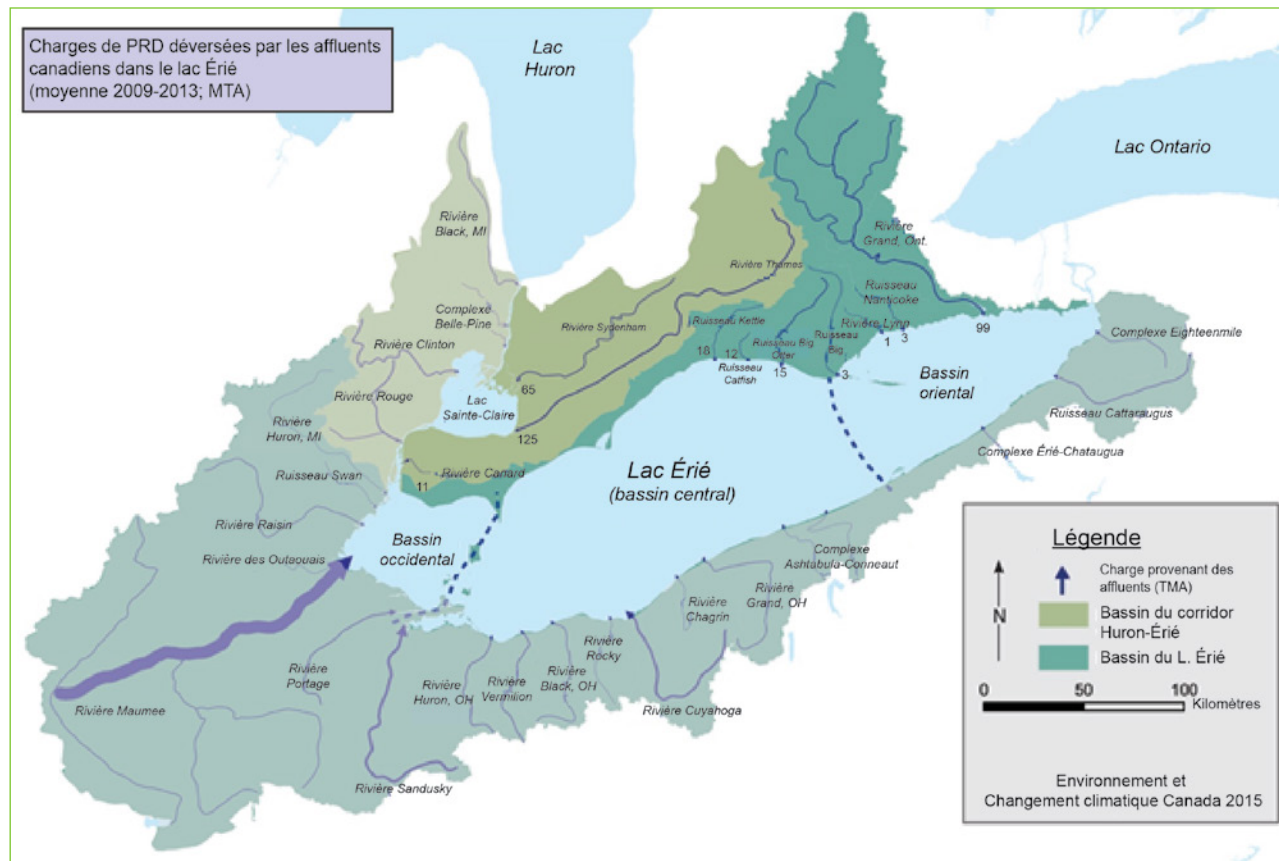 Charges de PRD déversées par les affluents
canadiens dans le lac Érié
(moyenne 2009-2013; MTA)
Lac
Huron
Lac Ontario
Rivière
Black, MI
Complexe
Belle-Pine
Rivière Clinton
Rivière Rouge
Lac
Sainte-Claire
Rivière
Huron, MI
Ruisseau Swan
Rivière Raisin
Rivière des Outaouais
Rivière Canard
11
Rivière Sydenham
65
125
Rivière Thames
Rivière
Grand, Ont.
Ruisseau
Nanticoke
Rivière Lynn
1
3
99
Ruisseau Kettle
18
12
Ruisseau
Catfish
Ruisseau Big
Otter
15
Ruisseau
Big
3
Bassin
oriental
Complexe Eighteenmile
Ruisseau Cattaraugus
Complexe Érié-Chataugua
Lac Érié
(bassin central)
Bassin
occidental
Complexe
Ashtabula-Conneaut
Rivière
Grand, OH
Rivière
Chagrin
Rivière
Rocky
Rivière
Black, OH
Rivière
Vermilion
Rivière
Huron, OH
Rivière
Portage
Rivière Maumee
Rivière Cuyahoga
Rivière Sandusky
Légende
N
Charge provenant des
affluents (TMA)
Bassin du corridor
Huron-Érié
Bassin du L. Érié
0 50 100
Kilomètres
Environnement et
Changement climatique Canada 2015